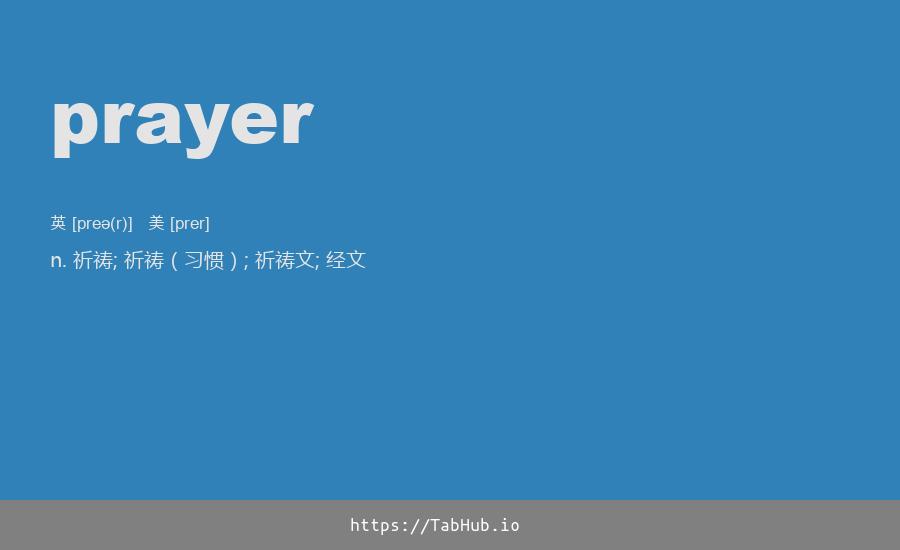 prayer
英 [preə(r)] 美 [prer]
n. 祈祷; 祈祷（习惯）; 祈祷文; 经文
https://TabHub.io